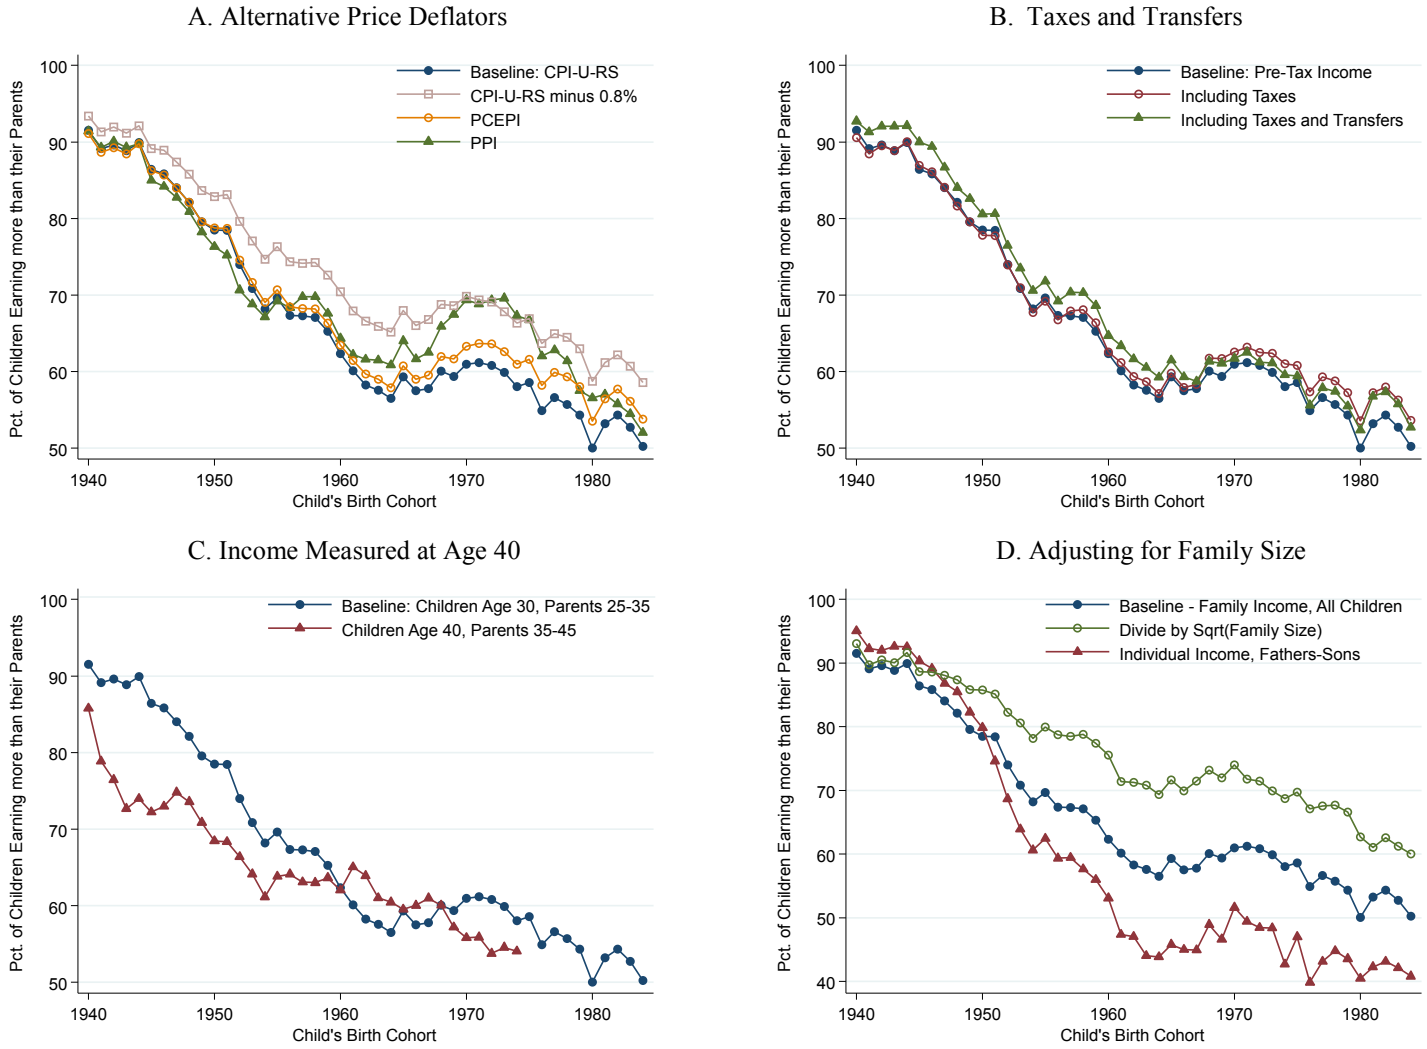 A. Alternative Price Deflators
Pct. of Children Earning more than their Parents
100
90
80
70
60
50
Baseline: CPI-U-RS
CPI-U-RS minus 0.8%
PCEPI
PPI
1940 1950 1960 1970 1980
Child's Birth Cohort
B. Taxes and Transfers
Pct. of Children Earning more than their Parents
100
90
80
70
60
50
Baseline: Pre-Tax Income
Including Taxes
Including Taxes and Transfers
1940 1950 1960 1970 1980
Child's Birth Cohort
C. Income Measured at Age 40
Pct. of Children Earning more than their Parents
100
90
80
70
60
50
Baseline: Children Age 30, Parents 25-35
Children Age 40, Parents 35-45
1940 1950 1960 1970 1980
Child's Birth Cohort
D. Adjusting for Family Size
Pct. of Children Earning more than their Parents
100
90
80
70
60
50
40
Baseline - Family Income, All Children
Divide by Sqrt(Family Size)
Individual Income, Fathers-Sons
1940 1950 1960 1970 1980
Child's Birth Cohort